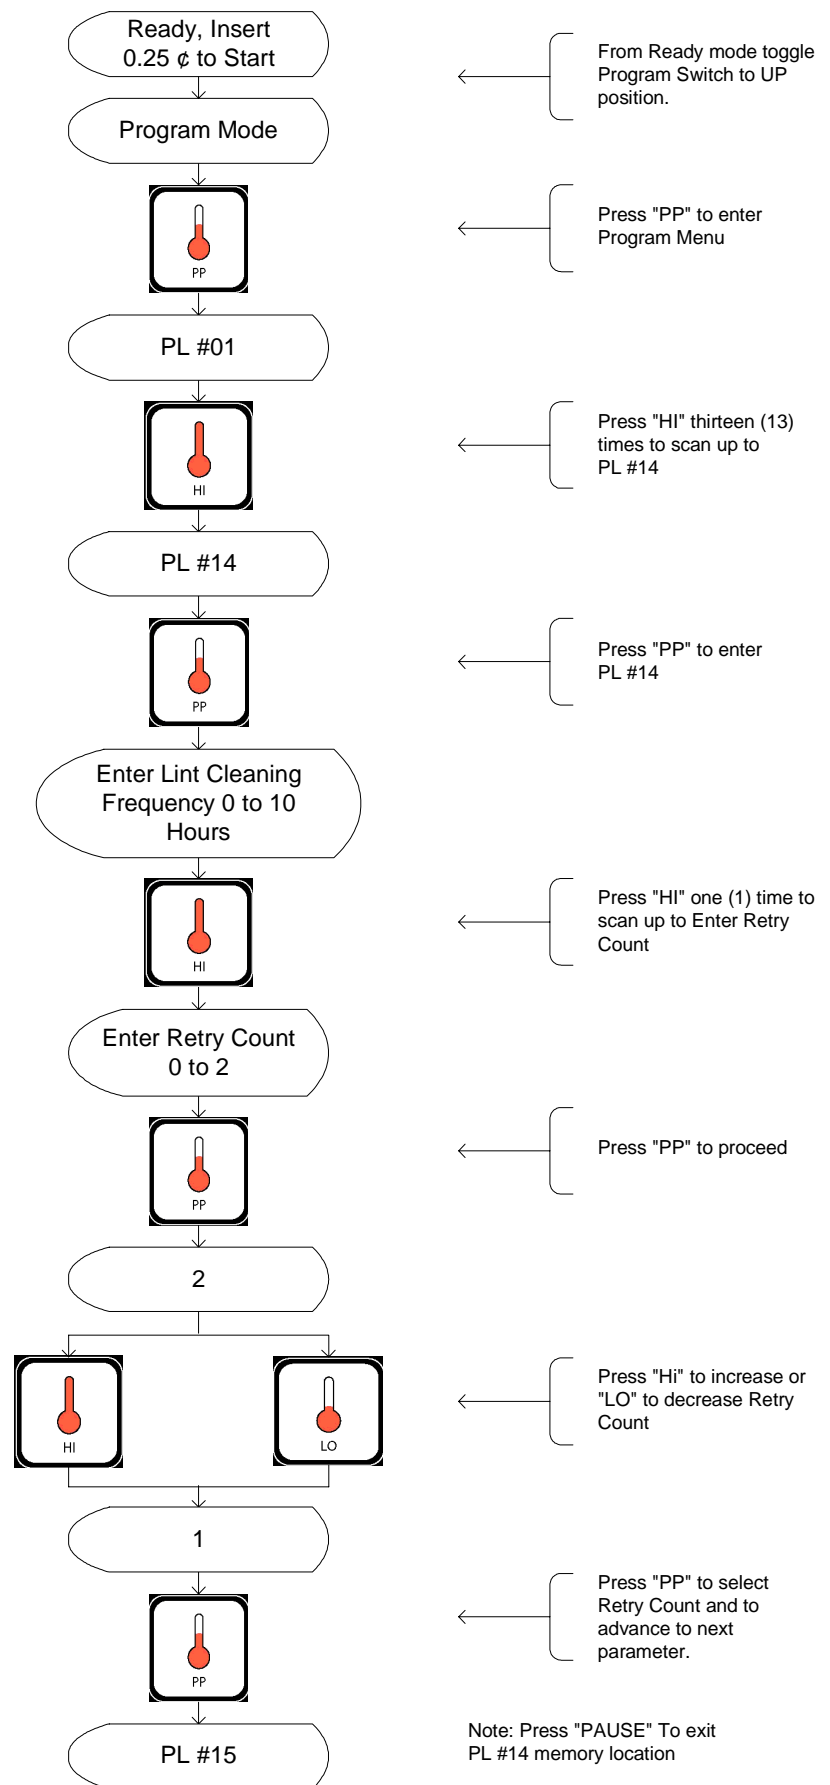 Ready, Insert
0.25 ¢ to Start
From Ready mode toggle
Program Switch to UP
position.
Program Mode
PP
Press "PP" to enter
Program Menu
PL #01
HI
Press "HI" thirteen (13)
times to scan up to
PL #14
PL #14
PP
Press "PP" to enter
PL #14
Enter Lint Cleaning
Frequency 0 to 10
Hours
HI
Press "HI" one (1) time to
scan up to Enter Retry
Count
Enter Retry Count
0 to 2
PP
Press "PP" to proceed
2
HI
LO
Press "Hi" to increase or
"LO" to decrease Retry
Count
1
PP
Press "PP" to select
Retry Count and to
advance to next
parameter.
PL #15
Note: Press "PAUSE" To exit
PL #14 memory location